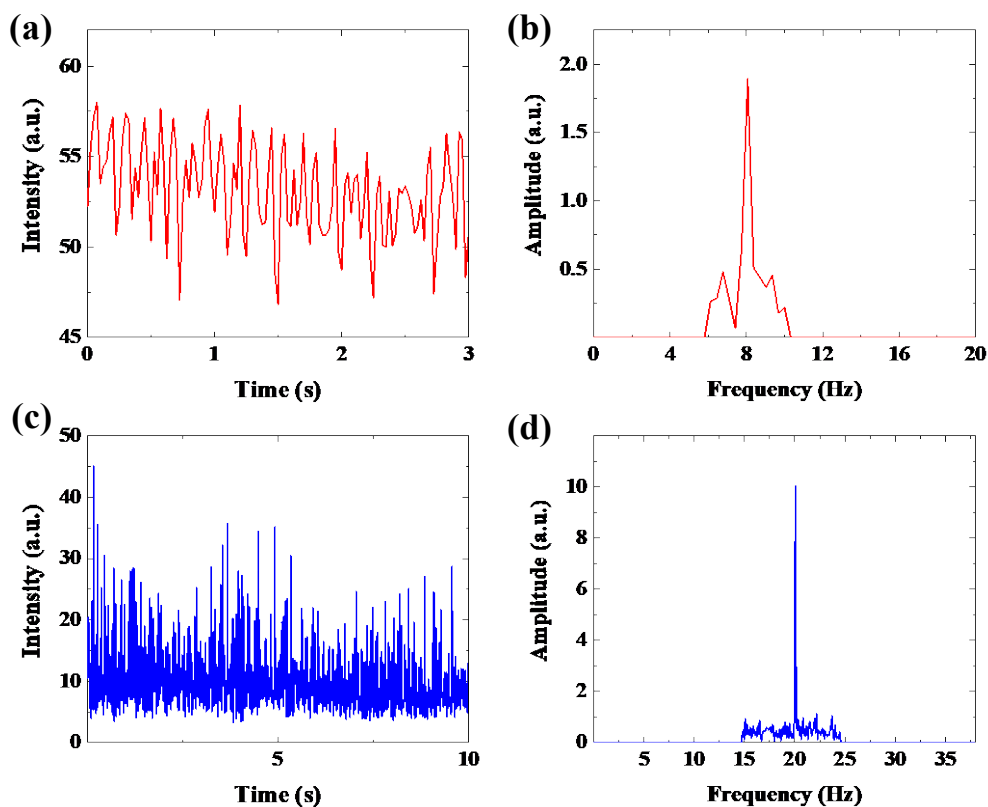 (a)
60
55
50
45
Intensity (a.u.)
0 1 2 3
Time (s)
(b)
2.0
1.5
1.0
0.5
Amplitude (a.u.)
0 4 8 12 16 20
Frequency (Hz)
(c)
50
40
30
20
10
0
Intensity (a.u.)
5 10
Time (s)
(d)
10
8
6
4
2
0
Amplitude (a.u.)
5 10 15 20 25 30 35
Frequency (Hz)